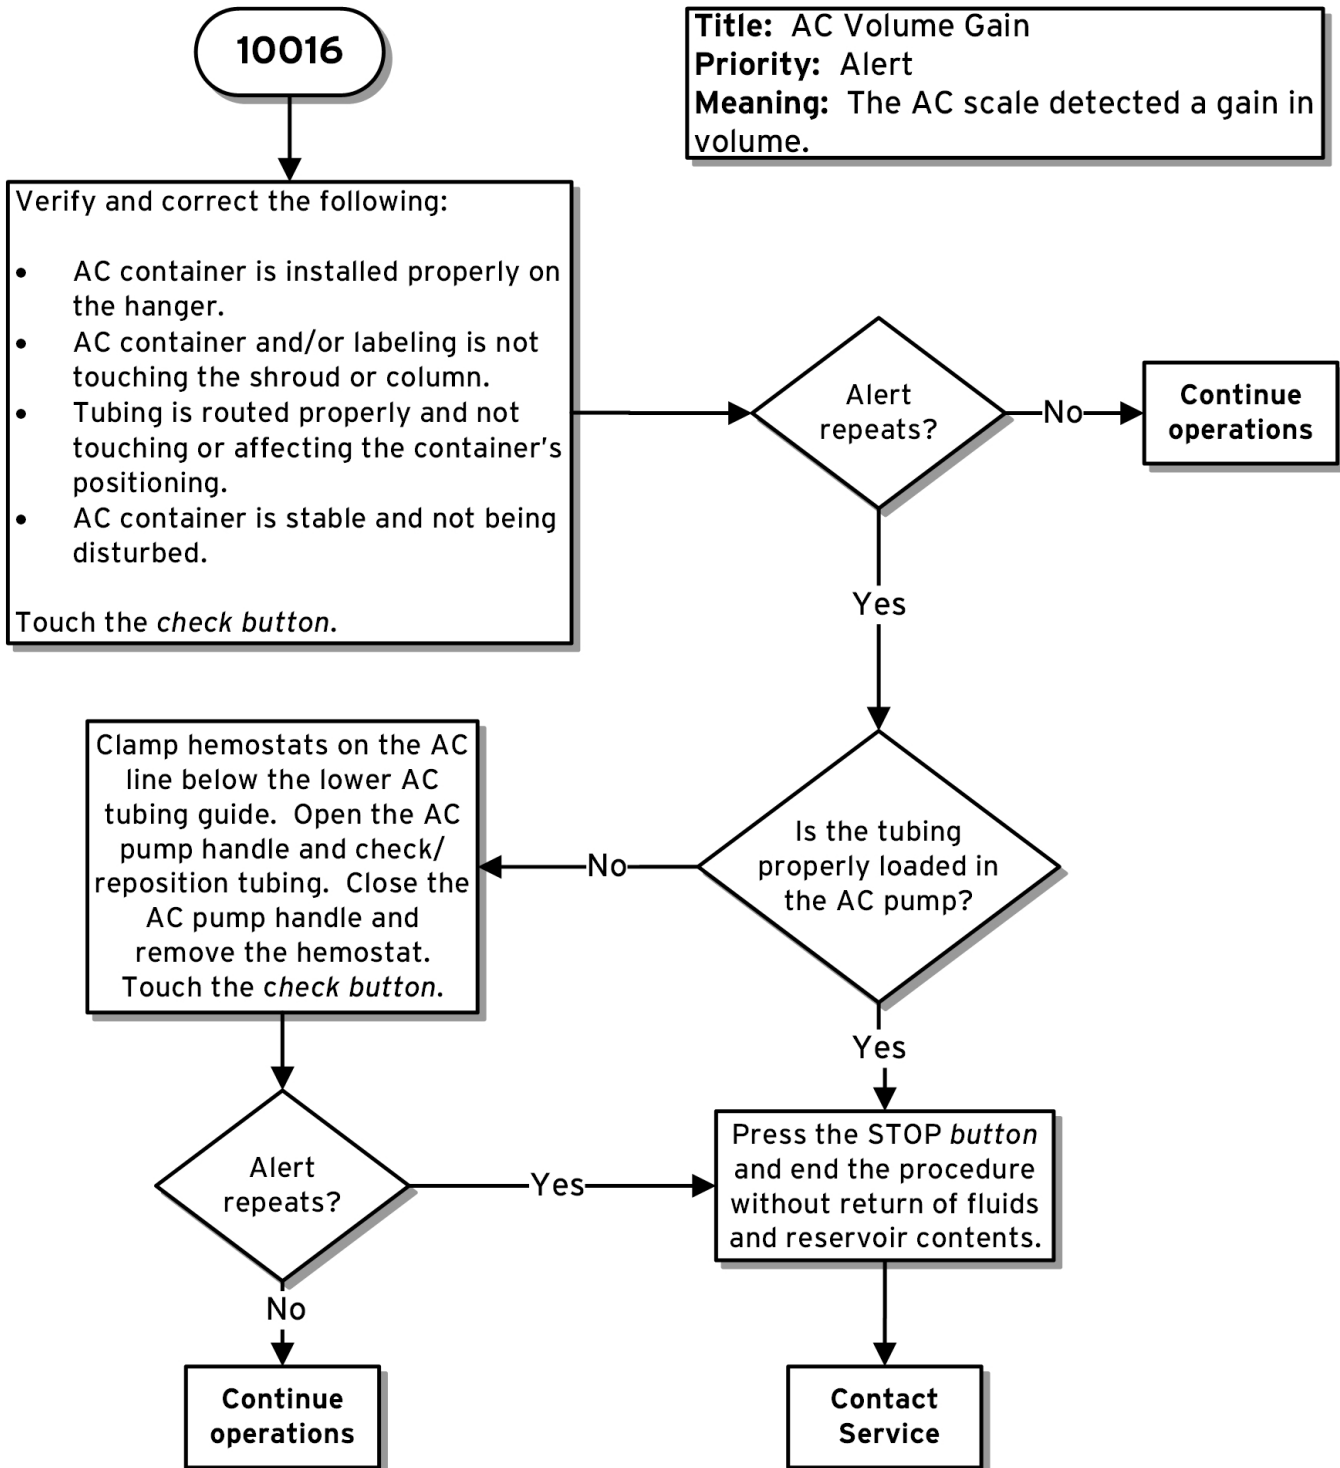 10016
Title: AC Volume Gain
Priority: Alert
Meaning: The AC scale detected a gain in
volume.
Verify and correct the following:
• AC container is installed properly on
the hanger.
• AC container and/or labeling is not
touching the shroud or column.
• Tubing is routed properly and not
touching or affecting the container's
positioning.
• AC container is stable and not being
disturbed.
Touch the check button.
Alert
repeats?
No
Continue
operations
Yes
Is the tubing
properly loaded in
the AC pump?
No
Clamp hemostats on the AC
line below the lower AC
tubing guide. Open the AC
pump handle and check/
reposition tubing. Close the
AC pump handle and
remove the hemostat.
Touch the check button.
Yes
Alert
repeats?
Yes
Press the STOP button
and end the procedure
without return of fluids
and reservoir contents.
No
Continue
operations
Contact
Service